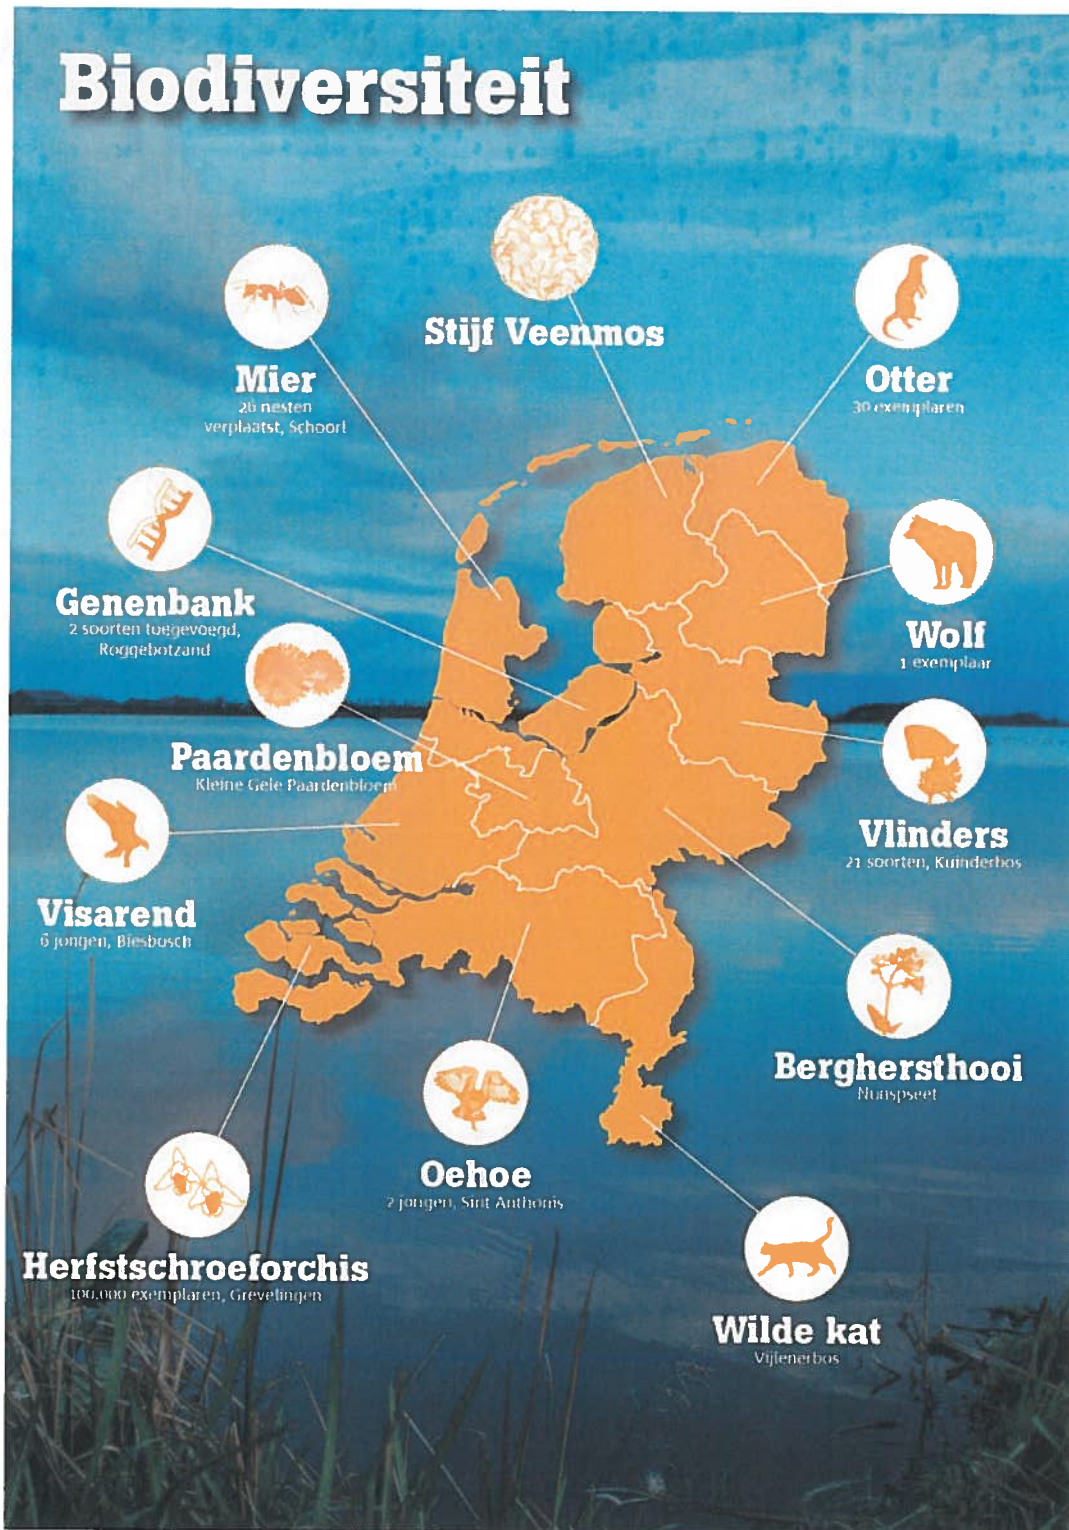 Biodiversiteit
Stijf Veenmos
Mier
26 nesten
verplaatst, Schoorl
Otter
30 exemplaren
Genenbank
2 soorten toegevoegd,
Roggebotzand
Wolf
1 exemplaar
Paardenbloem
Kleine Gele Paardenbloem
Vlinders
21 soorten, Kuinderbos
Visarend
6 jongen, Biesbosch
Berghersthooi
Nunspseet
Oehoe
2 jongen, Sint Anthonis
Herfstschroeforchis
100.000 exemplaren, Grevelingen
Wilde kat
Vijlenerbos